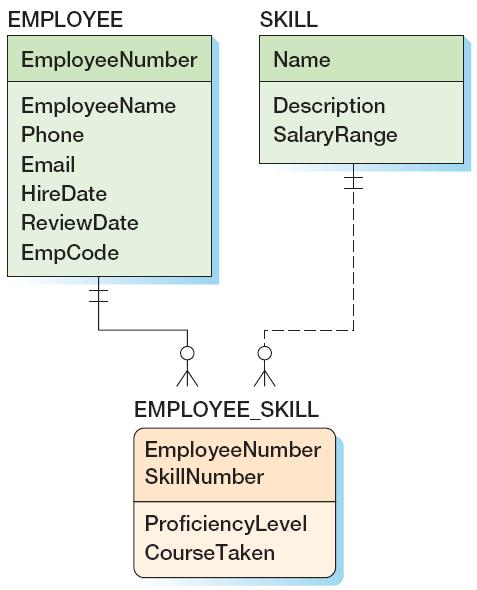 EMPLOYEE
EmployeeNumber
EmployeeName
Phone
Email
HireDate
ReviewDate
EmpCode
SKILL
Name
Description
SalaryRange
EMPLOYEE_SKILL
EmployeeNumber
SkillNumber
ProficiencyLevel
CourseTaken